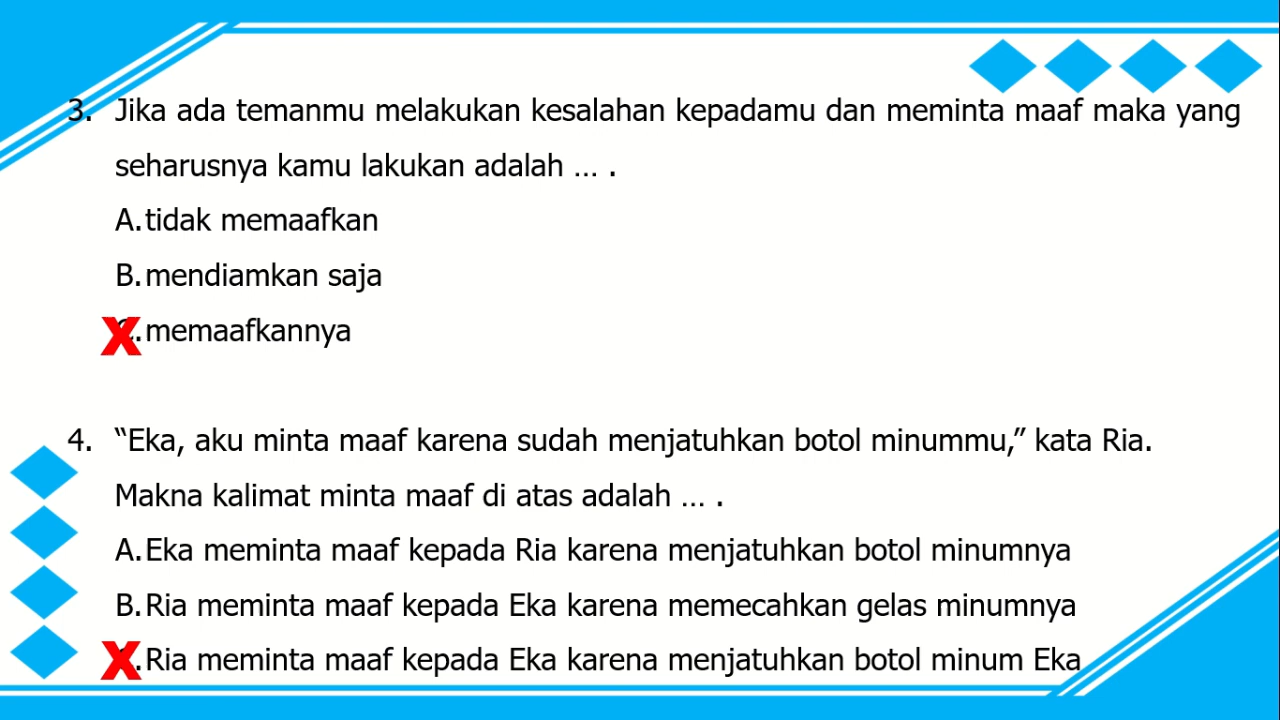 3. Jika ada temanmu melakukan kesalahan kepadamu dan meminta maaf maka yang
seharusnya kamu lakukan adalah ... .
A. tidak memaafkan
B. mendiamkan saja
C. memaafkannya
4. “Eka, aku minta maaf karena sudah menjatuhkan botol minummu,” kata Ria.
Makna kalimat minta maaf di atas adalah ... .
A. Eka meminta maaf kepada Ria karena menjatuhkan botol minumnya
B. Ria meminta maaf kepada Eka karena memecahkan gelas minumnya
C. Ria meminta maaf kepada Eka karena menjatuhkan botol minum Eka